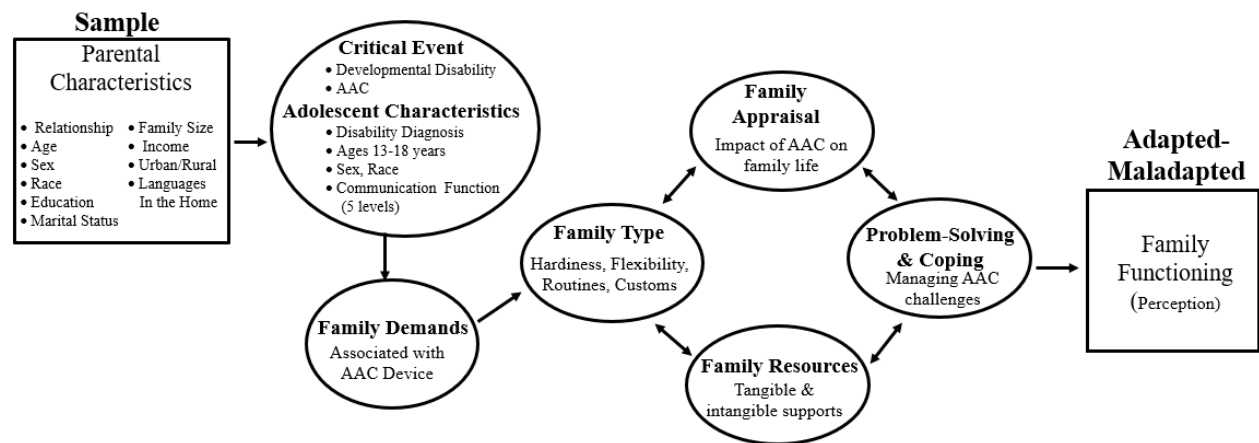 Sample
Parental
Characteristics
• Relationship
• Age
• Sex
• Race
• Education
• Marital Status
• Family Size
• Income
• Urban/Rural
• Languages
In the Home
Critical Event
• Developmental Disability
• AAC
Adolescent Characteristics
• Disability Diagnosis
• Ages 13-18 years
• Sex, Race
• Communication Function
(5 levels)
Family Demands
Associated with
AAC Device
Family Type
Hardiness, Flexibility,
Routines, Customs
Family
Appraisal
Impact of AAC on
family life
Family Resources
Tangible &
intangible supports
Problem-Solving
& Coping
Managing AAC
challenges
Adapted-
Maladapted
Family
Functioning
(Perception)